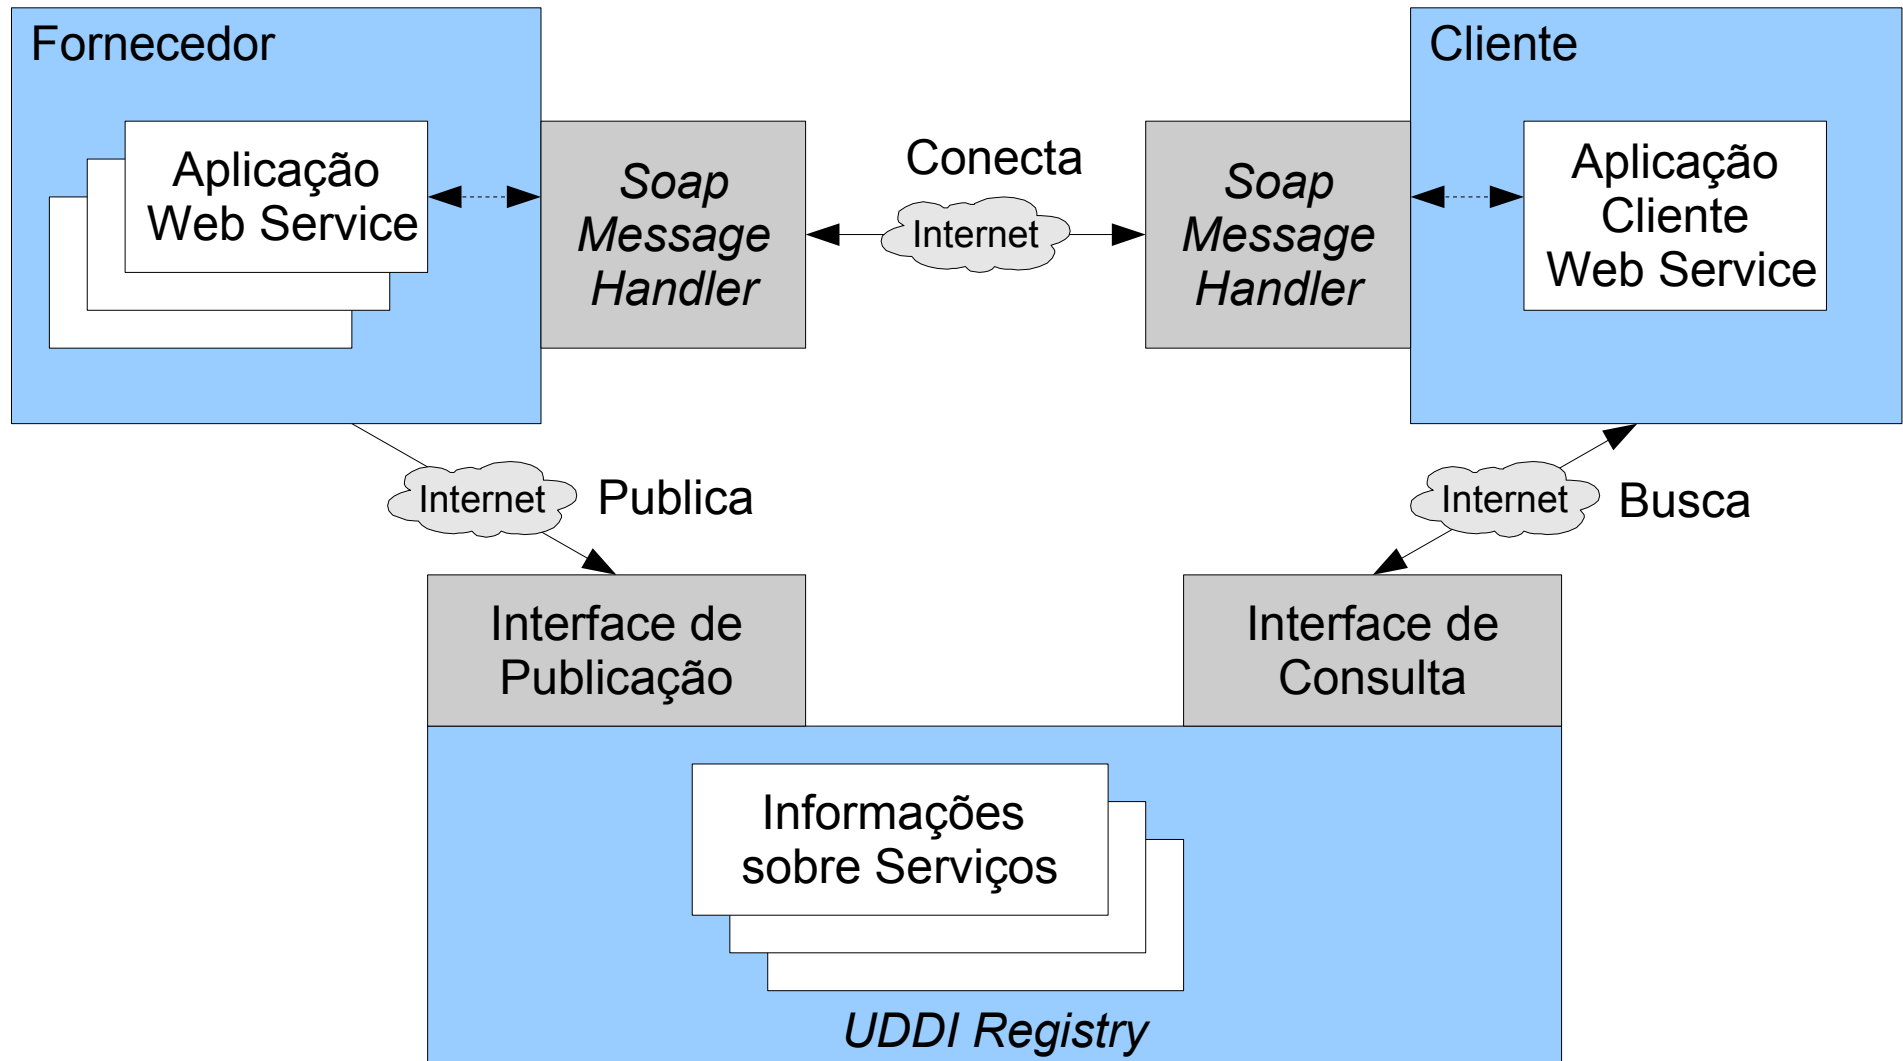 Fornecedor
Aplicação
Web Service
Soap
Message
Handler
Conecta
Internet
Soap
Message
Handler
Cliente
Aplicação
Cliente
Web Service
Internet
Publica
Internet
Busca
Interface de
Publicação
Interface de
Consulta
Informações
sobre Serviços
UDDI Registry